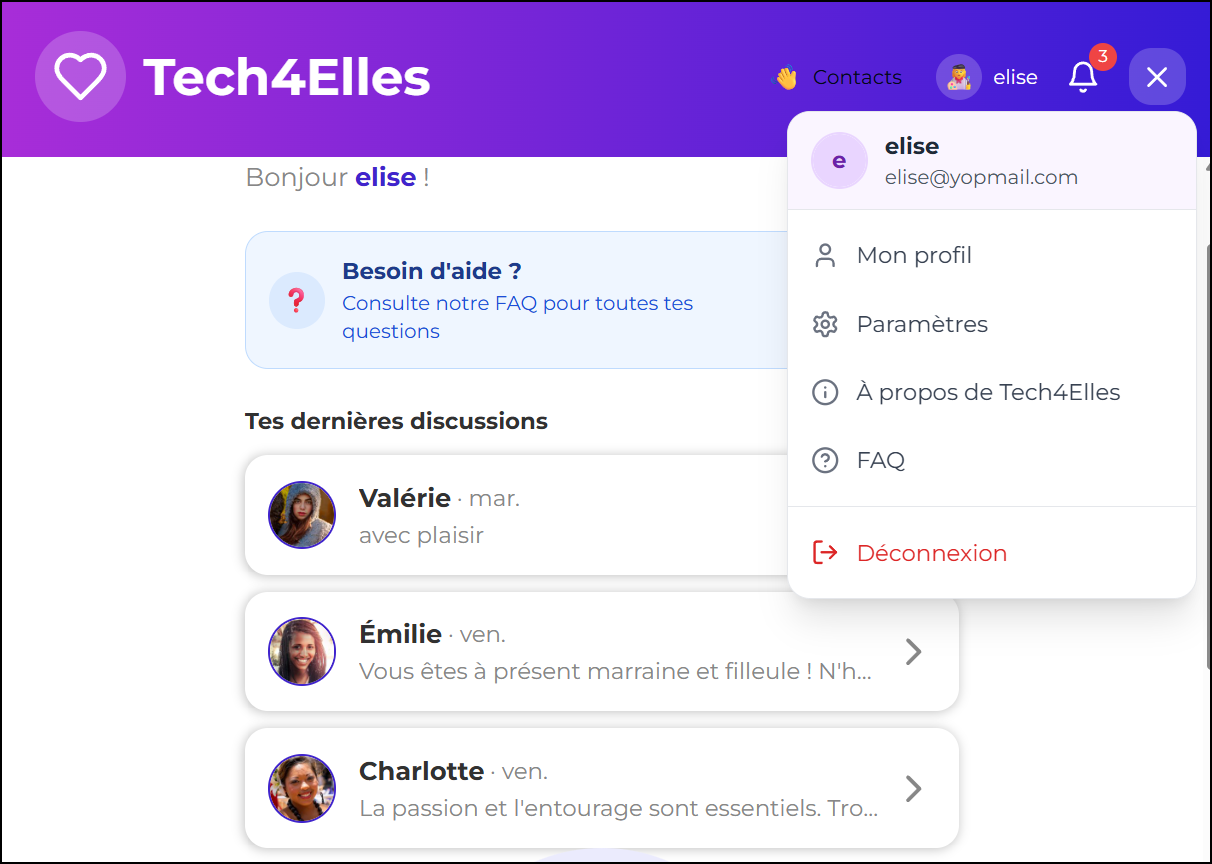 Tech4Elles
Contacts
elise
3
e
elise
elise@yopmail.com
Mon profil
Paramètres
À propos de Tech4Elles
FAQ
Déconnexion
Bonjour elise !
Besoin d'aide ?
Consulte notre FAQ pour toutes tes
questions
Tes dernières discussions
Valérie · mar.
avec plaisir
Émilie · ven.
Vous êtes à présent marraine et filleule ! N'h...
Charlotte · ven.
La passion et l'entourage sont essentiels. Tro...